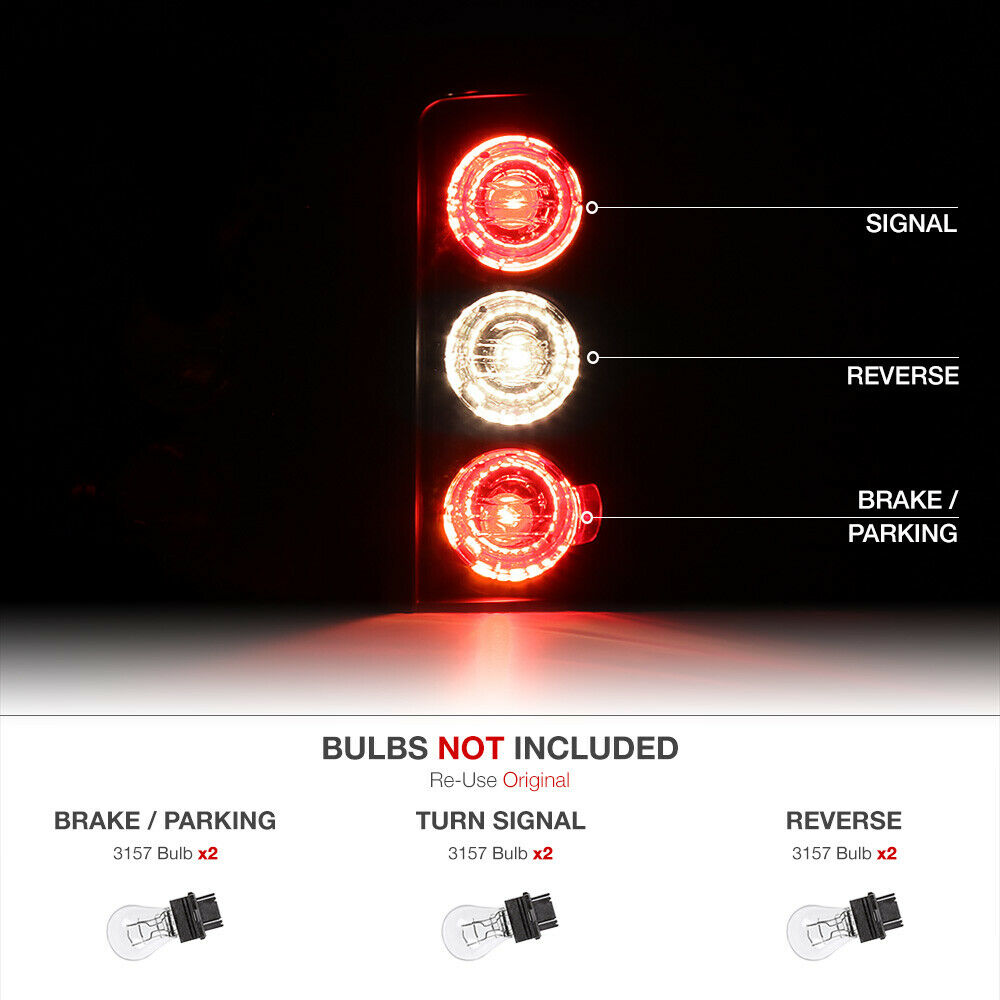 SIGNAL
REVERSE
BRAKE /
PARKING
BULBS NOT INCLUDED
Re-Use Original
BRAKE / PARKING
3157 Bulb x2
TURN SIGNAL
3157 Bulb x2
REVERSE
3157 Bulb x2